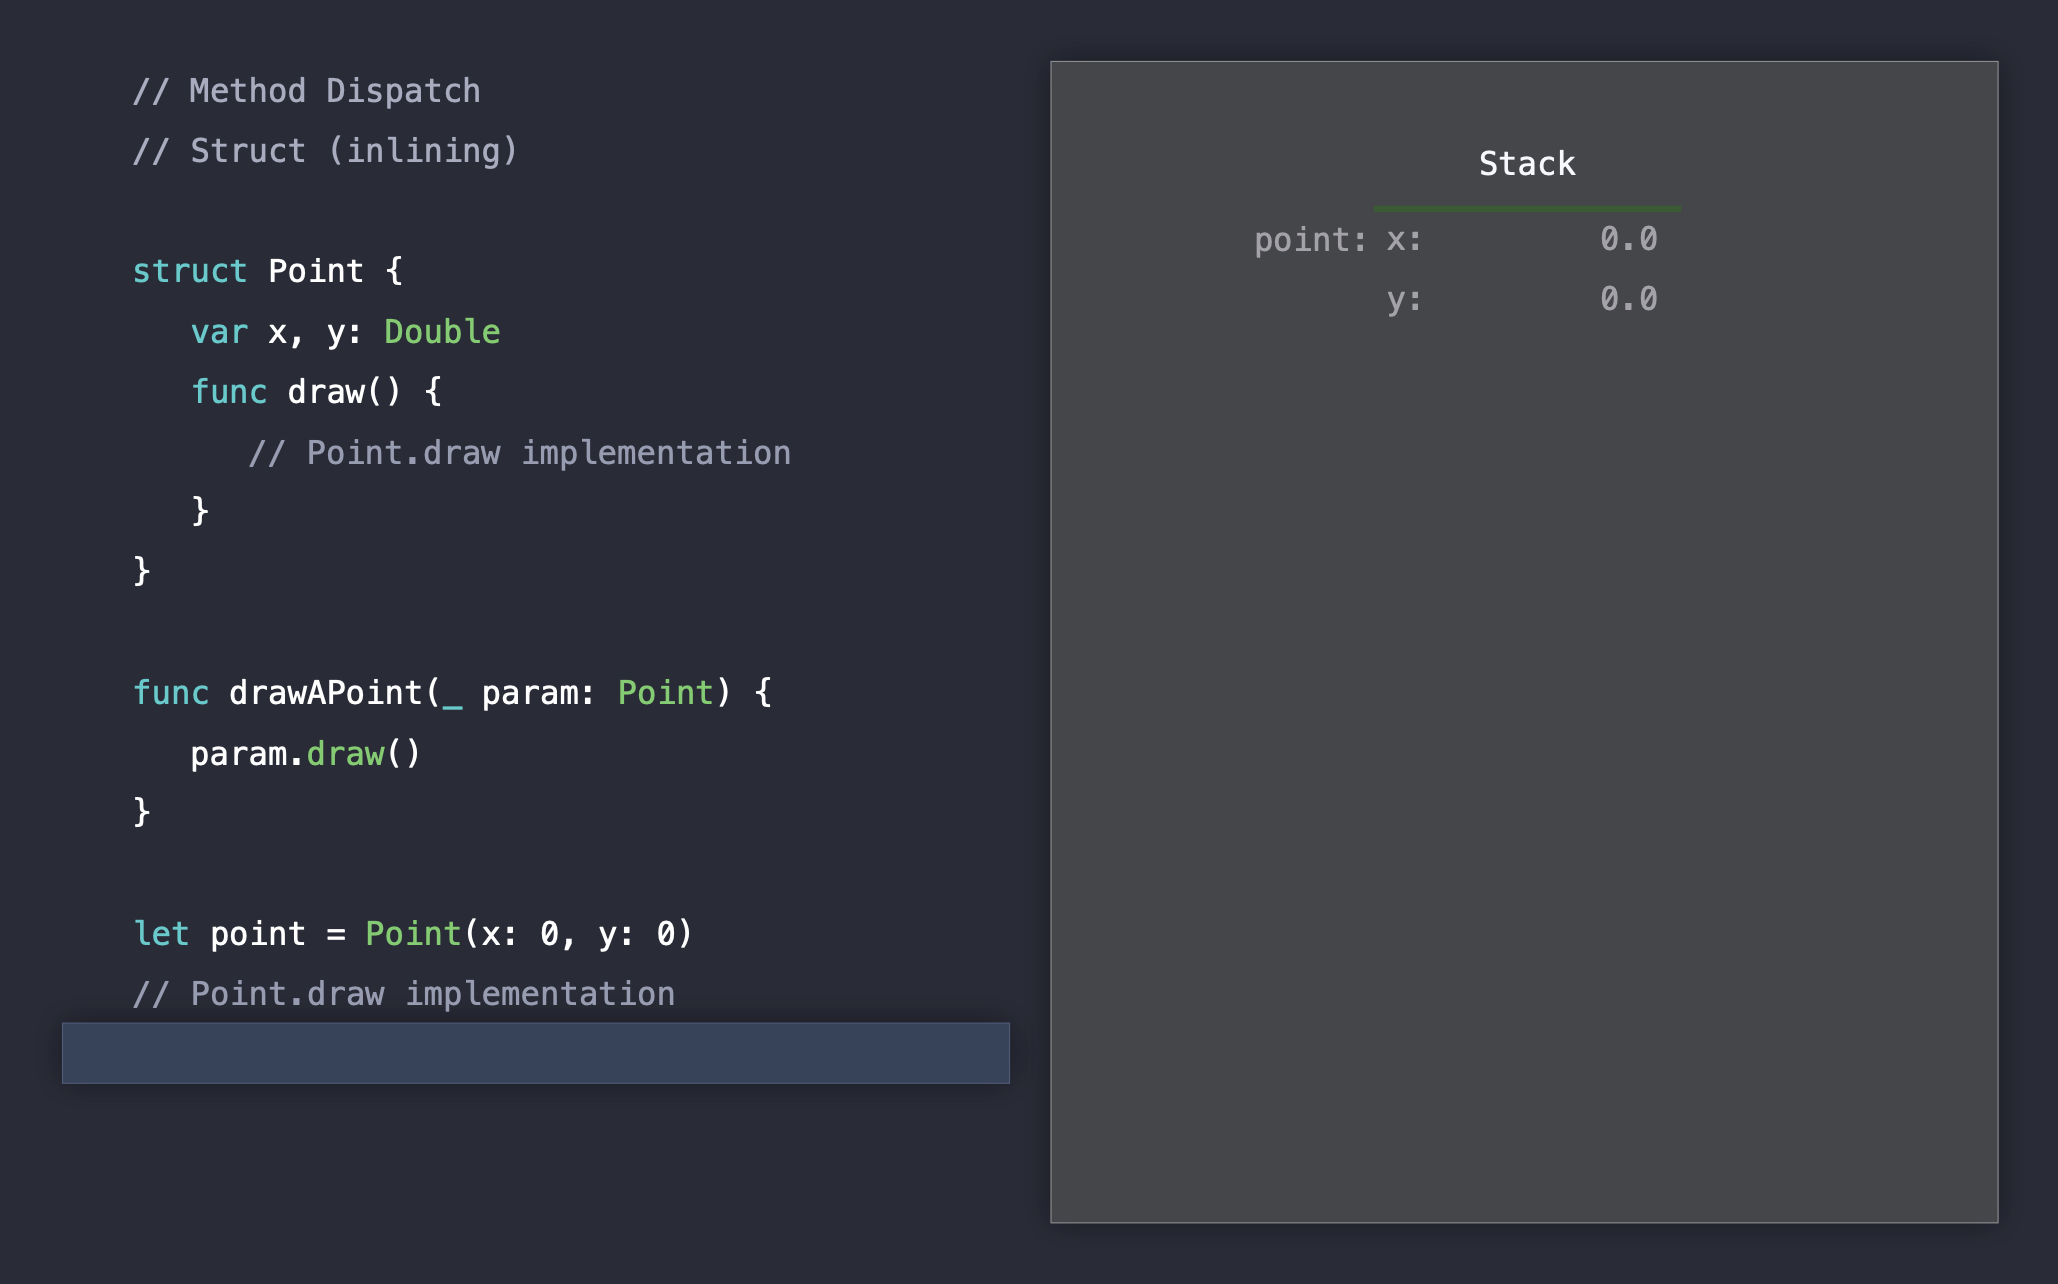 // Method Dispatch
// Struct (inlining)
struct Point {
   var x, y: Double
   func draw() {
      // Point.draw implementation
   }
}
func drawAPoint(_ param: Point) {
   param.draw()
}
let point = Point(x: 0, y: 0)
// Point.draw implementation
Stack
point: x: 0.0
y: 0.0